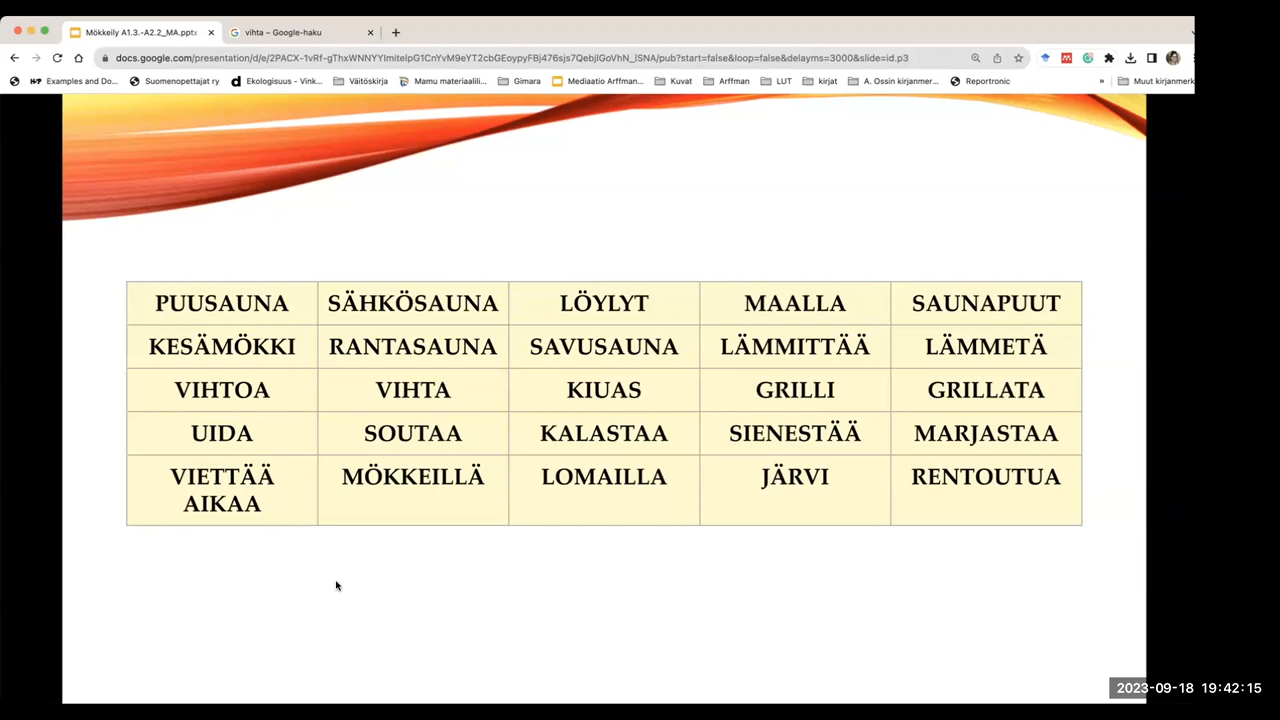 Mökkeily A1.3.-A2.2_MA.pptx
vihta – Google-haku
docs.google.com/presentation/d/e/2PACX-1vRf-gThxWNNYYImitelpG1CnYvM9eYT2cbGEoypyFBj476sjs7QebjlGoVhN_lSNA/pub?start=false&loop=false&delayms=3000&slide=id.p3
Examples and Do... Suomenopettajat ry Ekologisuus - Vink... Väitöskirja Mamu materiaalili... Gimara Mediaatio Arffman... Kuvat Arffman LUT kirjat A. Ossin kirjanmer... Reportronic » Muut kirjanmerk
PUUSAUNA SÄHKÖSAUNA LÖYLYT MAALLA SAUNAPUUT
KESÄMÖKKI RANTASAUNA SAVUSAUNA LÄMMITTÄÄ LÄMMETÄ
VIHTOA VIHTA KIUAS GRILLI GRILLATA
UIDA SOUTAA KALASTAA SIENESTÄÄ MARJASTAA
VIETTÄÄ AIKAA MÖKKEILLÄ LOMAILLA JÄRVI RENTOUTUA
2023-09-18 19:42:15